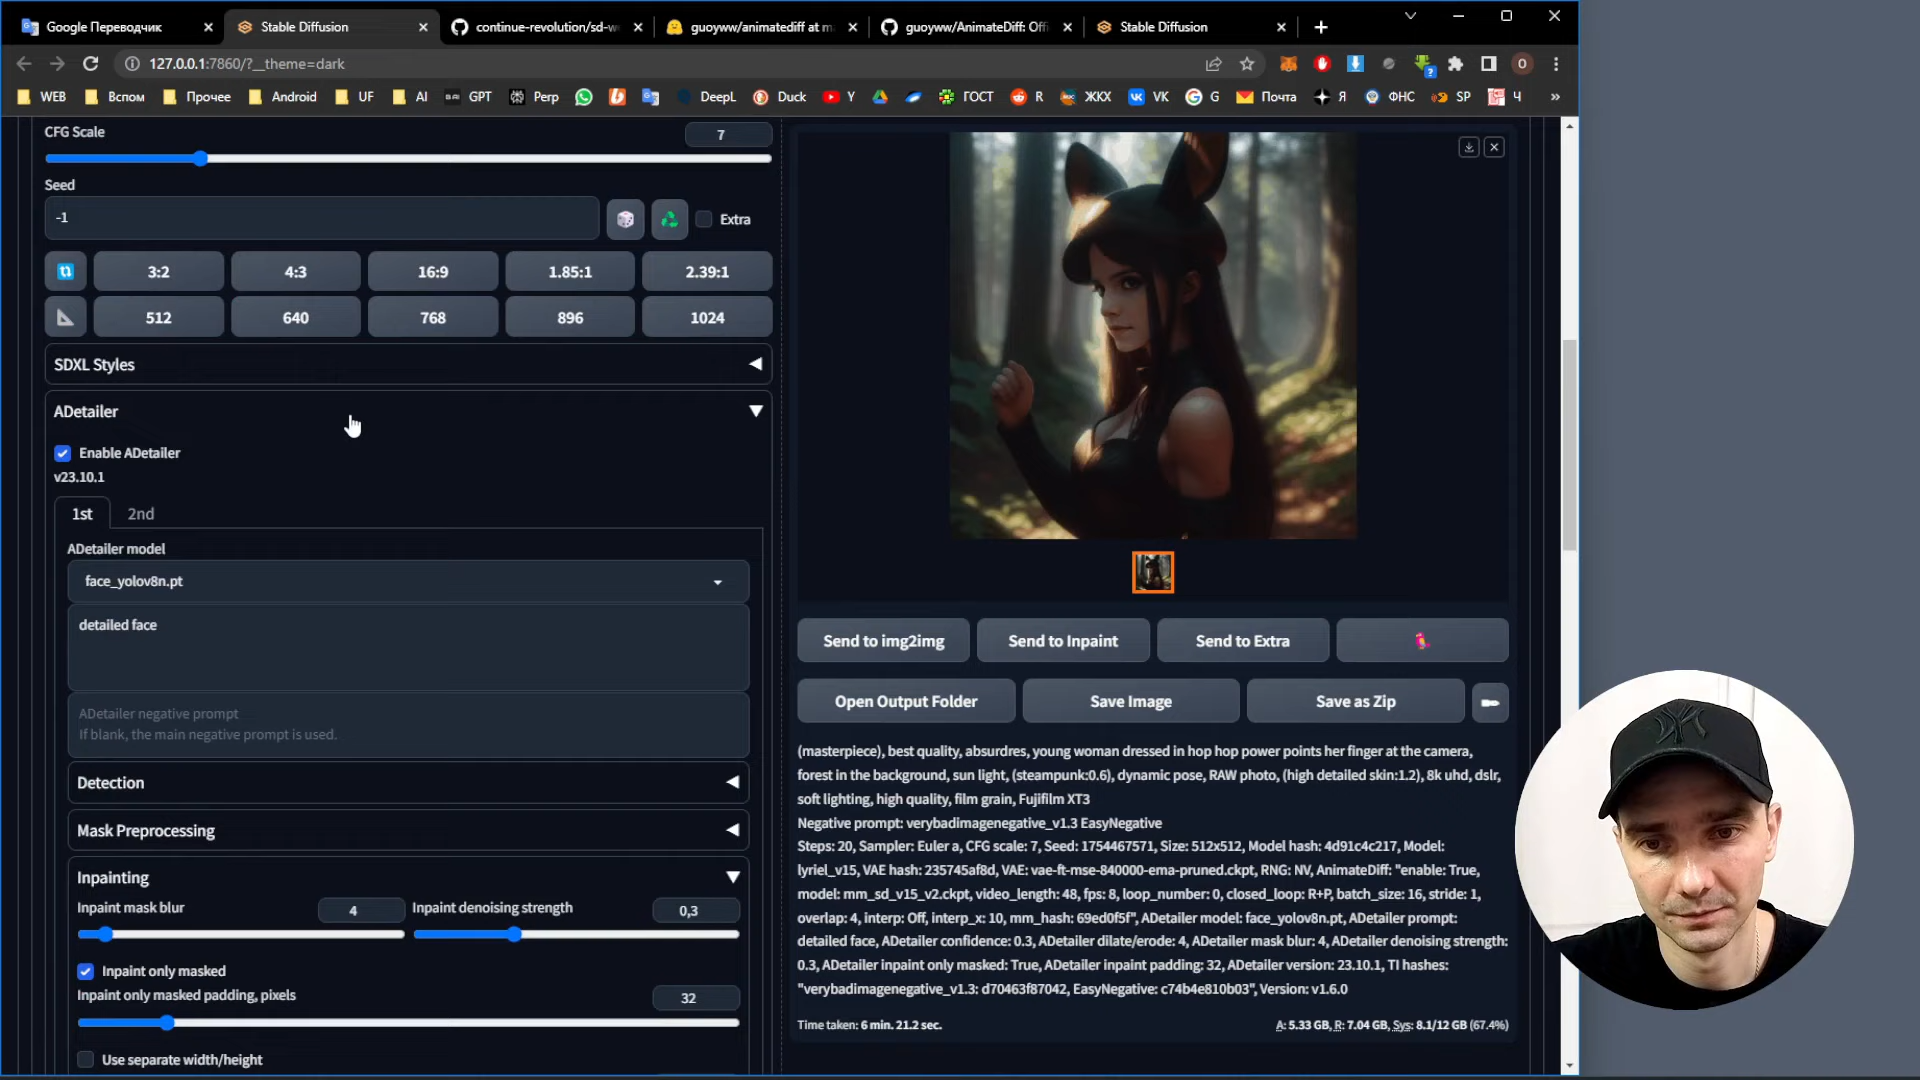 Google Переводчик
Stable Diffusion
continue-revolution/sd-w
guoyww/animatediff at m
guoyww/AnimateDiff: Offi
Stable Diffusion
127.0.0.1:7860/?__theme=dark
О
WEB
Вспом
Прочее
Android
UF
AI
GPT
Perp
DeepL
Duck
Y
ГОСТ
R
ЖКХ
VK
G
Почта
Я
ФНС
SP
Ч
CFG Scale
7
Seed
-1
Extra
3:2
4:3
16:9
1.85:1
2.39:1
512
640
768
896
1024
SDXL Styles
ADetailer
Enable ADetailer
v23.10.1
1st
2nd
ADetailer model
face_yolov8n.pt
detailed face
ADetailer negative prompt
If blank, the main negative prompt is used.
Detection
Mask Preprocessing
Inpainting
Inpaint mask blur
4
Inpaint denoising strength
0,3
Inpaint only masked
Inpaint only masked padding, pixels
32
Use separate width/height
Send to img2img
Send to Inpaint
Send to Extra
Open Output Folder
Save Image
Save as Zip
(masterpiece), best quality, absurdres, young woman dressed in hop hop power points her finger at the camera,
forest in the background, sun light, (steampunk:0.6), dynamic pose, RAW photo, (high detailed skin:1.2), 8k uhd, dslr,
soft lighting, high quality, film grain, Fujifilm XT3
Negative prompt: verybadimagenegative_v1.3 EasyNegative
Steps: 20, Sampler: Euler a, CFG scale: 7, Seed: 1754467571, Size: 512x512, Model hash: 4d91c4c217, Model:
lyriel_v15, VAE hash: 235745af8d, VAE: vae-ft-mse-840000-ema-pruned.ckpt, RNG: NV, AnimateDiff: "enable: True,
model: mm_sd_v15_v2.ckpt, video_length: 48, fps: 8, loop_number: 0, closed_loop: R+P, batch_size: 16, stride: 1,
overlap: 4, interp: Off, interp_x: 10, mm_hash: 69ed0f5f", ADetailer model: face_yolov8n.pt, ADetailer prompt:
detailed face, ADetailer confidence: 0.3, ADetailer dilate/erode: 4, ADetailer mask blur: 4, ADetailer denoising strength:
0.3, ADetailer inpaint only masked: True, ADetailer inpaint padding: 32, ADetailer version: 23.10.1, TI hashes:
"verybadimagenegative_v1.3: d70463f87042, EasyNegative: c74b4e810b03", Version: v1.6.0
Time taken: 6 min. 21.2 sec.
A: 5.33 GB, R: 7.04 GB, Sys: 8.1/12 GB (67.4%)